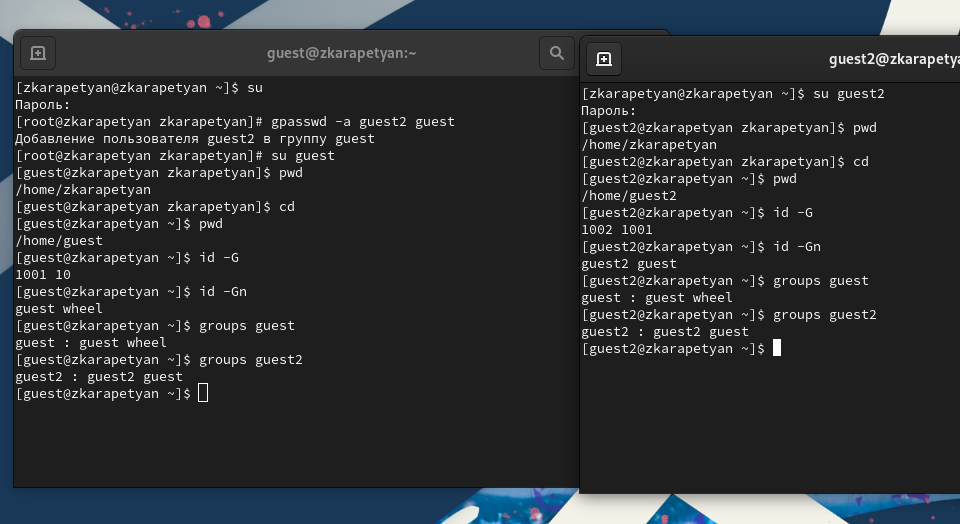 guest@zkarapetyan:~
[zkarapetyan@zkarapetyan ~]$ su
Пароль:
[root@zkarapetyan zkarapetyan]# gpasswd -a guest2 guest
Добавление пользователя guest2 в группу guest
[root@zkarapetyan zkarapetyan]# su guest
[guest@zkarapetyan zkarapetyan]$ pwd
/home/zkarapetyan
[guest@zkarapetyan zkarapetyan]$ cd
[guest@zkarapetyan ~]$ pwd
/home/guest
[guest@zkarapetyan ~]$ id -G
1001 10
[guest@zkarapetyan ~]$ id -Gn
guest wheel
[guest@zkarapetyan ~]$ groups guest
guest : guest wheel
[guest@zkarapetyan ~]$ groups guest2
guest2 : guest2 guest
[guest@zkarapetyan ~]$
guest2@zkarapetya
[zkarapetyan@zkarapetyan ~]$ su guest2
Пароль:
[guest2@zkarapetyan zkarapetyan]$ pwd
/home/zkarapetyan
[guest2@zkarapetyan zkarapetyan]$ cd
[guest2@zkarapetyan ~]$ pwd
/home/guest2
[guest2@zkarapetyan ~]$ id -G
1002 1001
[guest2@zkarapetyan ~]$ id -Gn
guest2 guest
[guest2@zkarapetyan ~]$ groups guest
guest : guest wheel
[guest2@zkarapetyan ~]$ groups guest2
guest2 : guest2 guest
[guest2@zkarapetyan ~]$